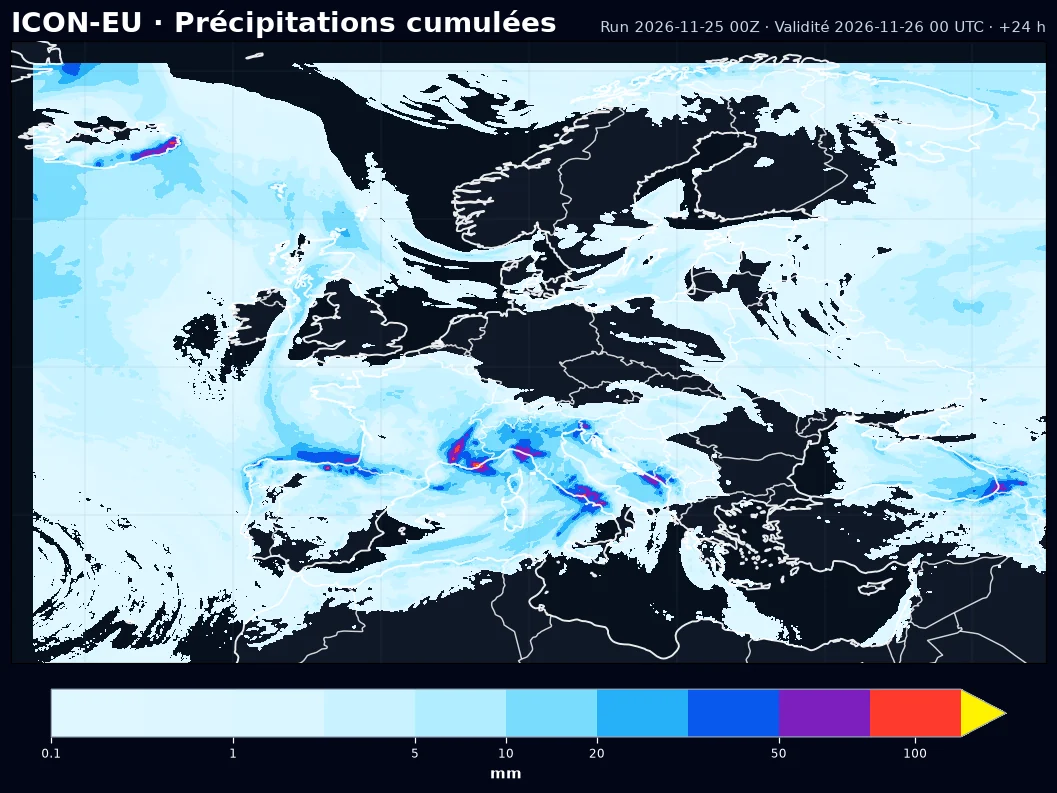 ICON-EU · Précipitations cumulées
Run 2026-11-25 00Z · Validité 2026-11-26 00 UTC · +24 h
0.1 1 5 10 20 50 100
mm